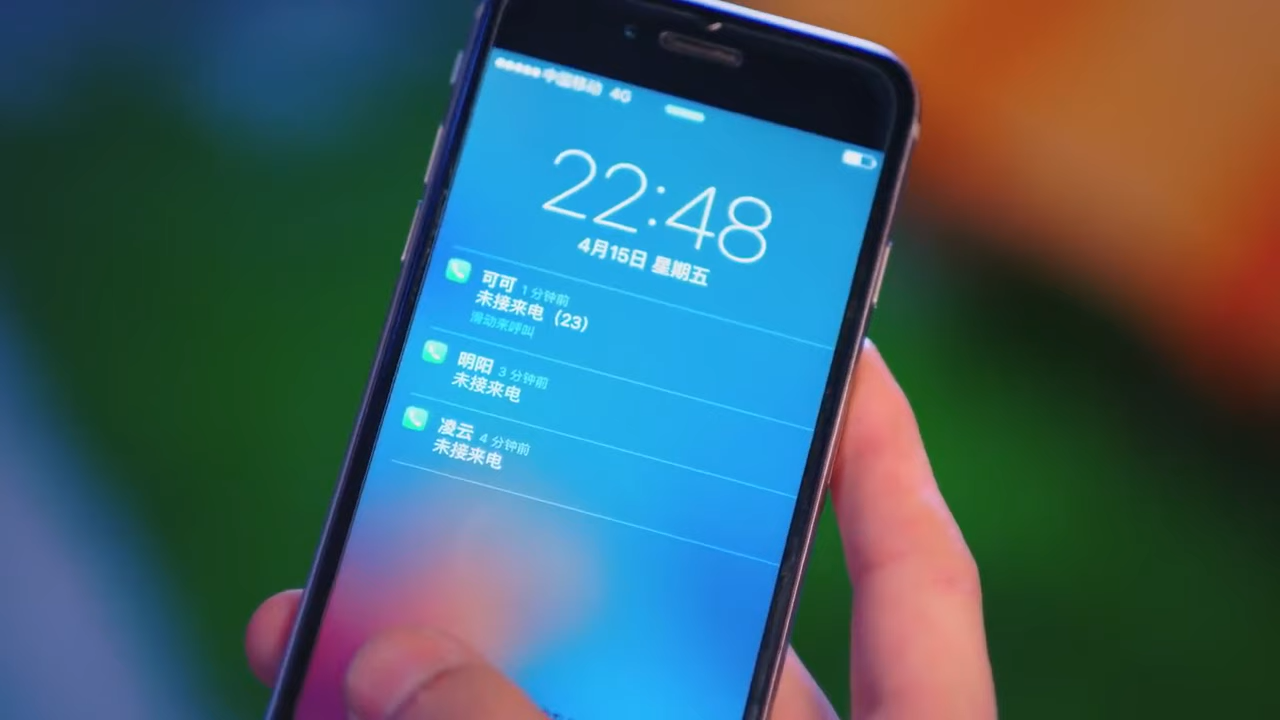 中国移动 4G
22:48
4月15日 星期五
可可 1 分钟前
未接来电（23）
滑动来呼叫
明阳 3 分钟前
未接来电
凌云 4 分钟前
未接来电